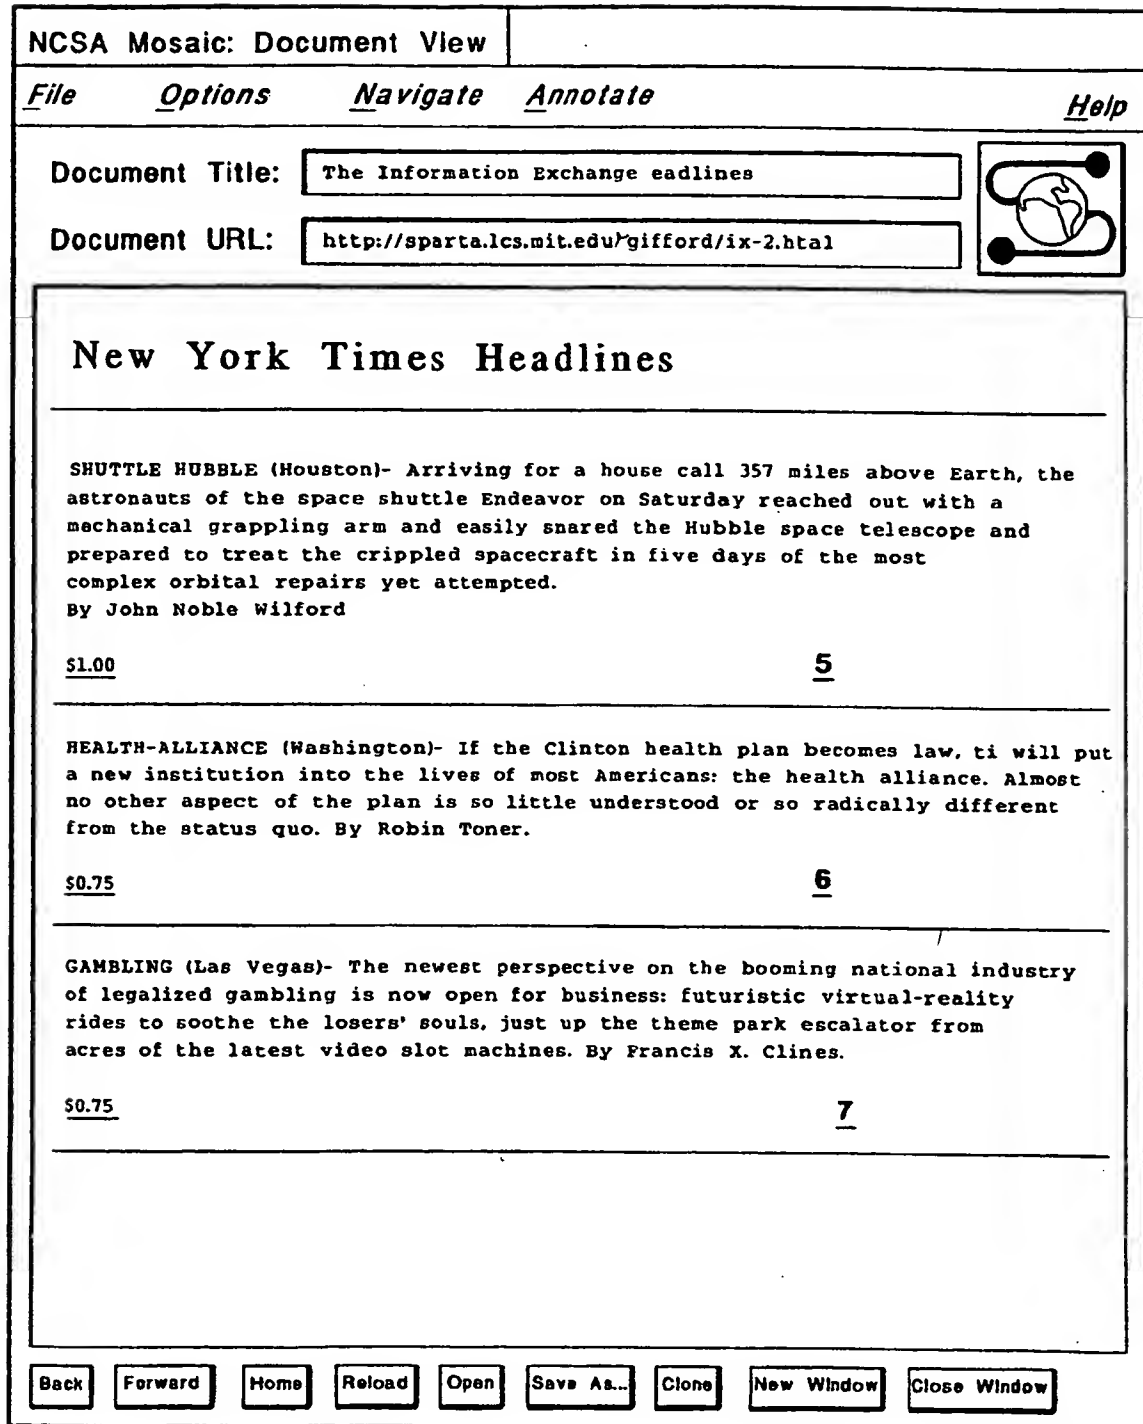 NCSA Mosaic: Document View
File Options Navigate Annotate Help
Document Title: The Information Exchange eadlines
Document URL: http://sparta.lcs.mit.edu/~gifford/ix-2.htal
New York Times Headlines
SHUTTLE HUBBLE (Houston)- Arriving for a house call 357 miles above Earth, the
astronauts of the space shuttle Endeavor on Saturday reached out with a
mechanical grappling arm and easily snared the Hubble space telescope and
prepared to treat the crippled spacecraft in five days of the most
complex orbital repairs yet attempted.
By John Noble Wilford
$1.00 5
HEALTH-ALLIANCE (Washington)- If the Clinton health plan becomes law, ti will put
a new institution into the lives of most Americans: the health alliance. Almost
no other aspect of the plan is so little understood or so radically different
from the status quo. By Robin Toner.
$0.75 6
GAMBLING (Las Vegas)- The newest perspective on the booming national industry
of legalized gambling is now open for business: futuristic virtual-reality
rides to soothe the losers' souls, just up the theme park escalator from
acres of the latest video slot machines. By Francis X. Clines.
$0.75 7
Back Forward Home Reload Open Save As... Clone New Window Close Window